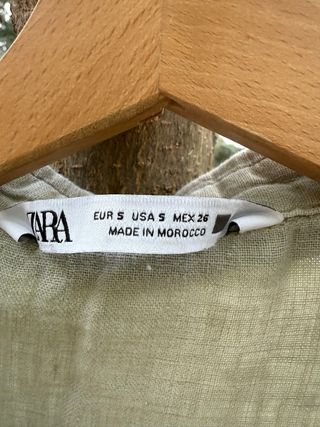 ZARA
EUR S USA S MEX 26
MADE IN MOROCCO